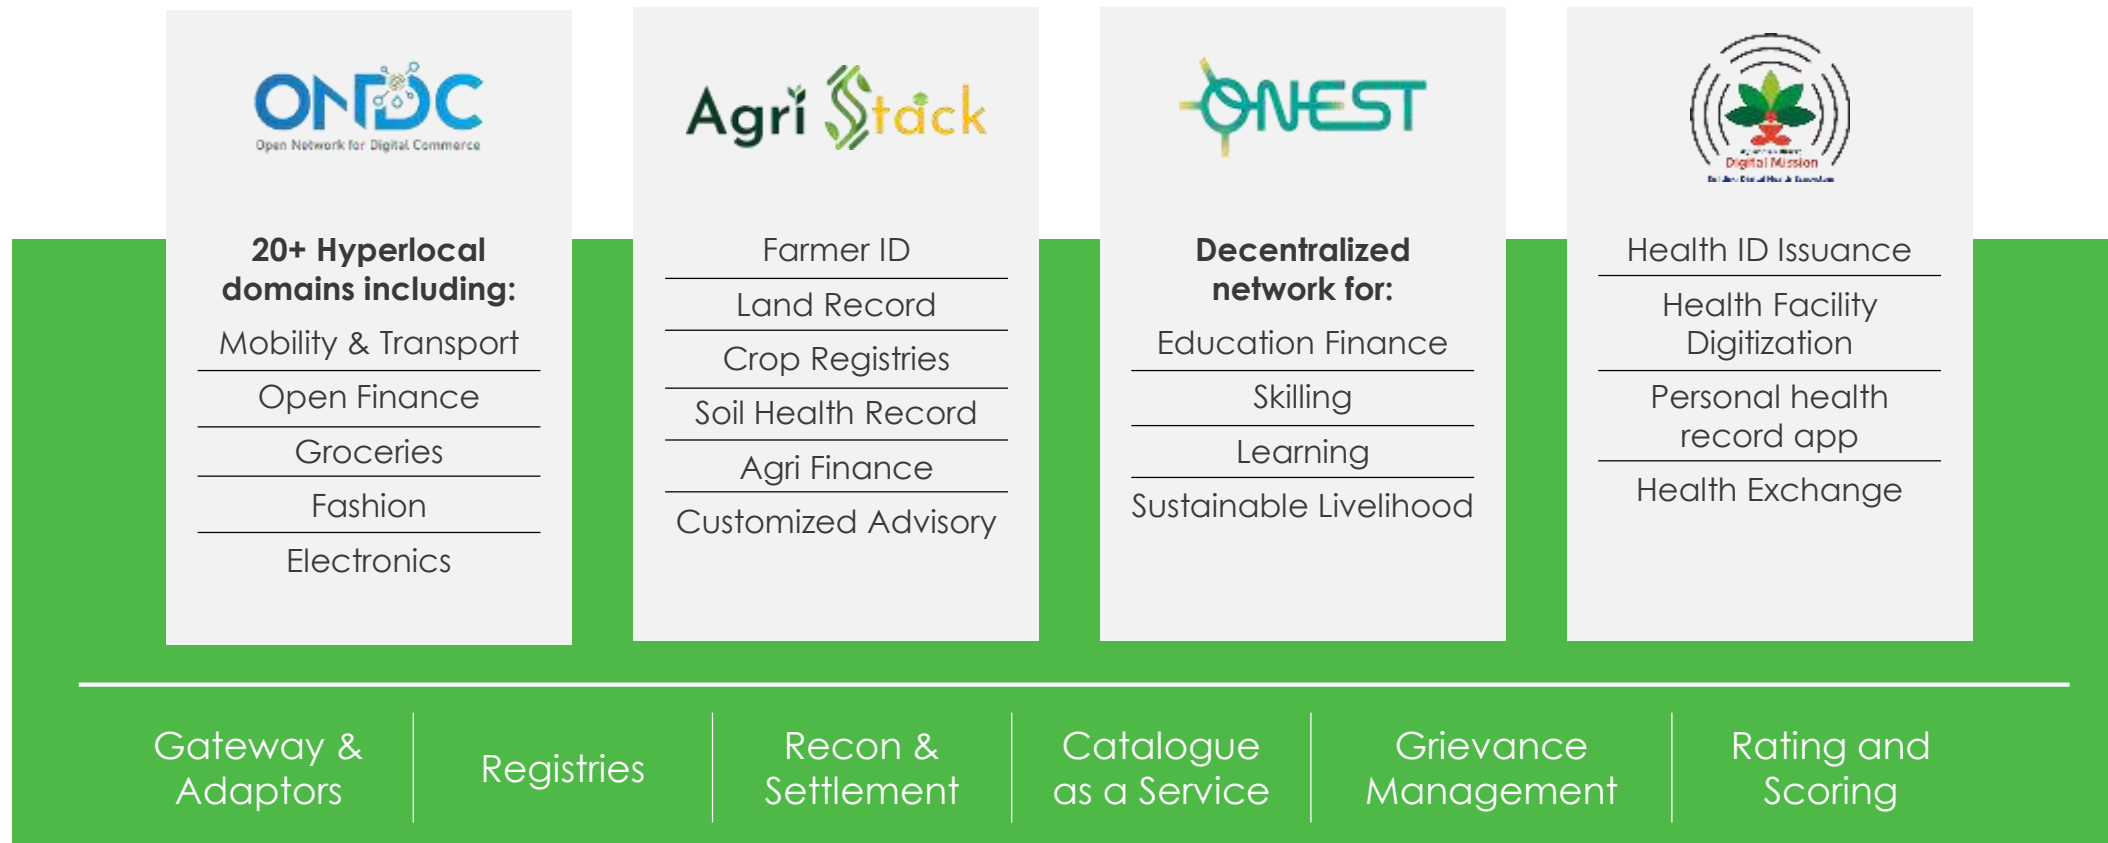 ONDC
Open Network for Digital Commerce
20+ Hyperlocal
domains including:
Mobility & Transport
Open Finance
Groceries
Fashion
Electronics
Agri Stack
Farmer ID
Land Record
Crop Registries
Soil Health Record
Agri Finance
Customized Advisory
ONEST
Decentralized
network for:
Education Finance
Skilling
Learning
Sustainable Livelihood
Digital Mission
Health ID Issuance
Health Facility
Digitization
Personal health
record app
Health Exchange
Gateway &
Adaptors
Registries
Recon &
Settlement
Catalogue
as a Service
Grievance
Management
Rating and
Scoring